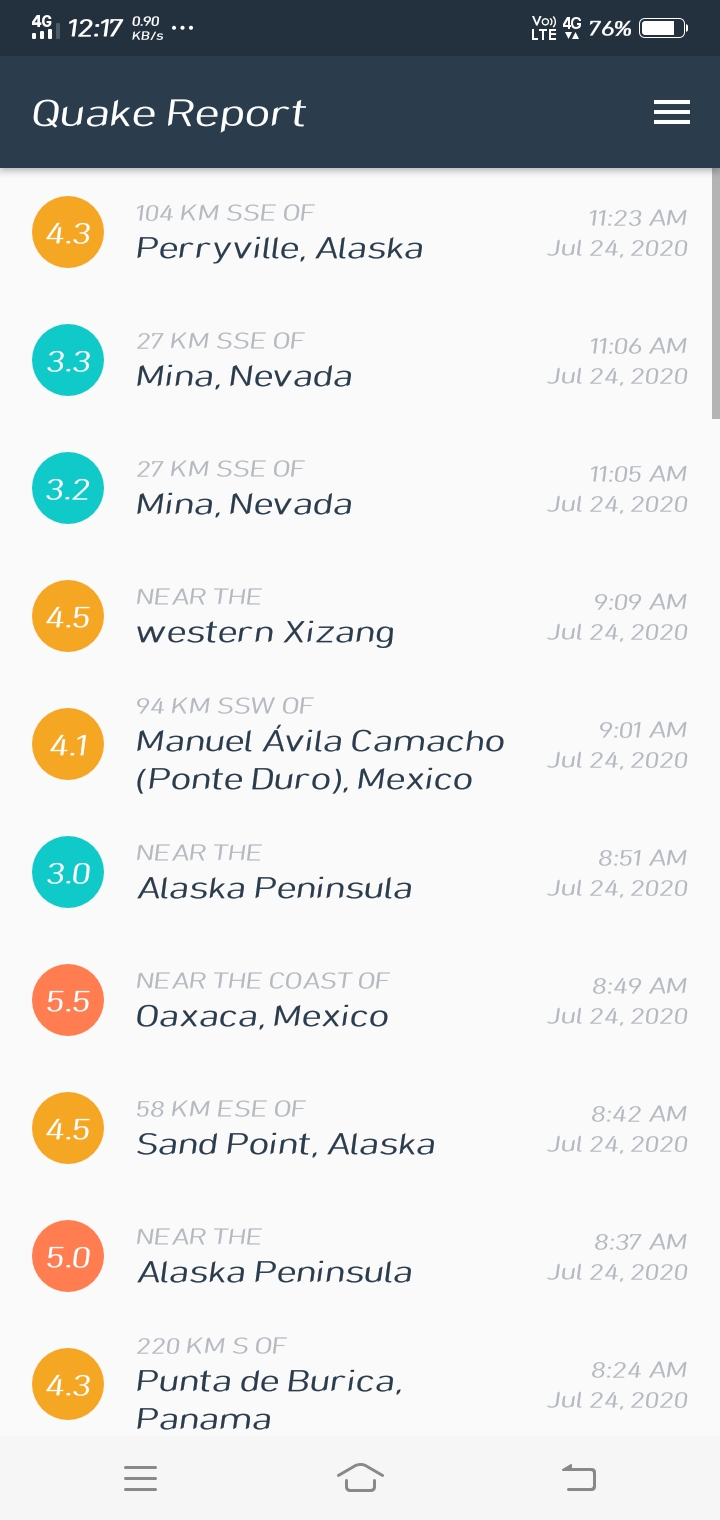 4G 12:17 0.90 KB/s ... Vo)) LTE 4G 76%
Quake Report
4.3
104 KM SSE OF
Perryville, Alaska
11:23 AM
Jul 24, 2020
3.3
27 KM SSE OF
Mina, Nevada
11:06 AM
Jul 24, 2020
3.2
27 KM SSE OF
Mina, Nevada
11:05 AM
Jul 24, 2020
4.5
NEAR THE
western Xizang
9:09 AM
Jul 24, 2020
4.1
94 KM SSW OF
Manuel Ávila Camacho
(Ponte Duro), Mexico
9:01 AM
Jul 24, 2020
3.0
NEAR THE
Alaska Peninsula
8:51 AM
Jul 24, 2020
5.5
NEAR THE COAST OF
Oaxaca, Mexico
8:49 AM
Jul 24, 2020
4.5
58 KM ESE OF
Sand Point, Alaska
8:42 AM
Jul 24, 2020
5.0
NEAR THE
Alaska Peninsula
8:37 AM
Jul 24, 2020
4.3
220 KM S OF
Punta de Burica,
Panama
8:24 AM
Jul 24, 2020